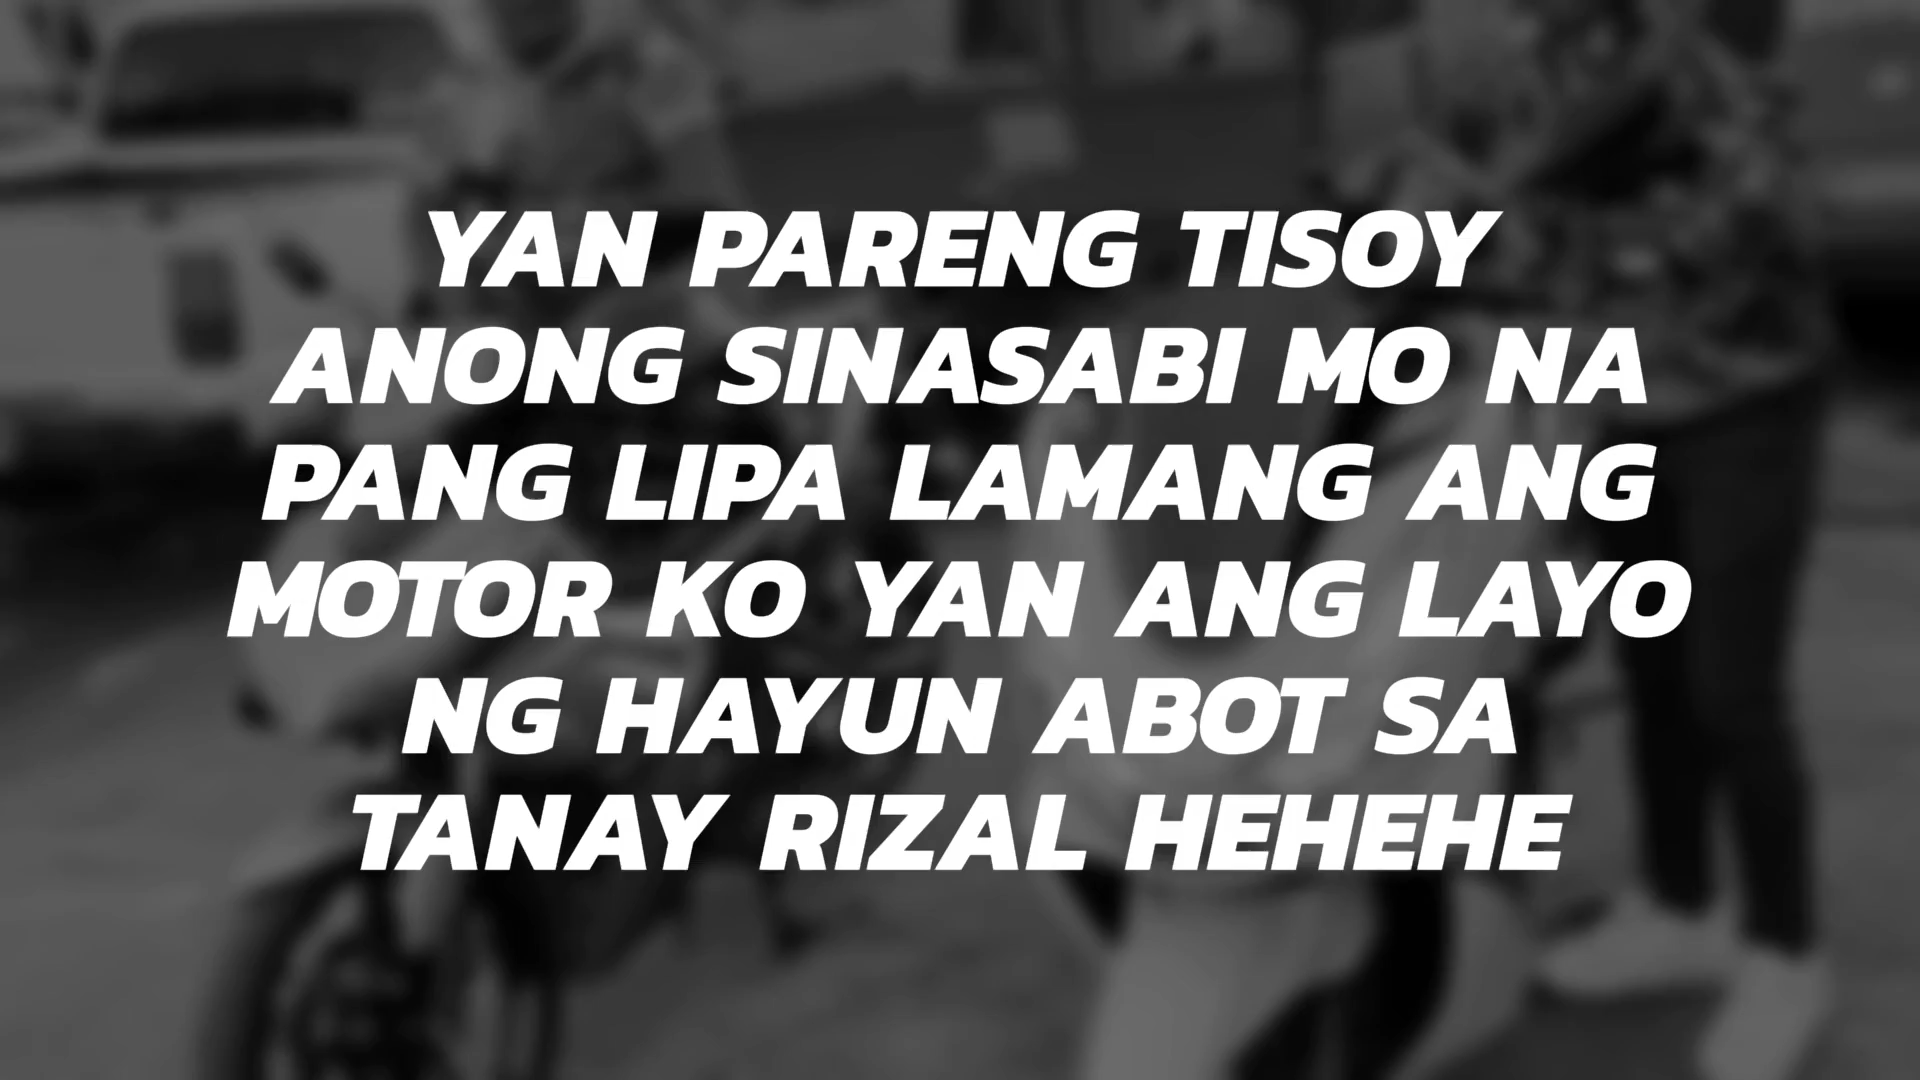 YAN PARENG TISOY
ANONG SINASABI MO NA
PANG LIPA LAMANG ANG
MOTOR KO YAN ANG LAYO
NG HAYUN ABOT SA
TANAY RIZAL HEHEHE